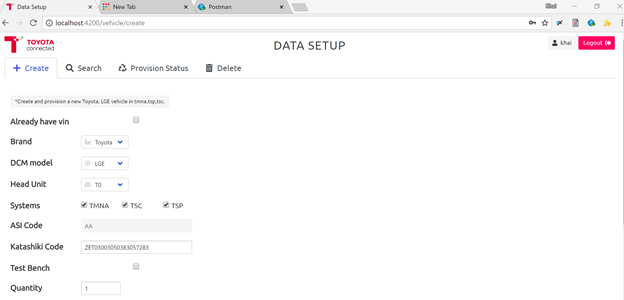 Data Setup
New Tab
Postman
localhost:4200/vehicle/create
TOYOTA
connected
DATA SETUP
khai
Logout
Create
Search
Provision Status
Delete
*Create and provision a new Toyota, LGE vehicle in tmna,tsp,tsc.
Already have vin
Brand
Toyota
DCM model
LGE
Head Unit
T0
Systems
TMNA
TSC
TSP
ASI Code
AA
Katashiki Code
ZET03003050383057283
Test Bench
Quantity
1